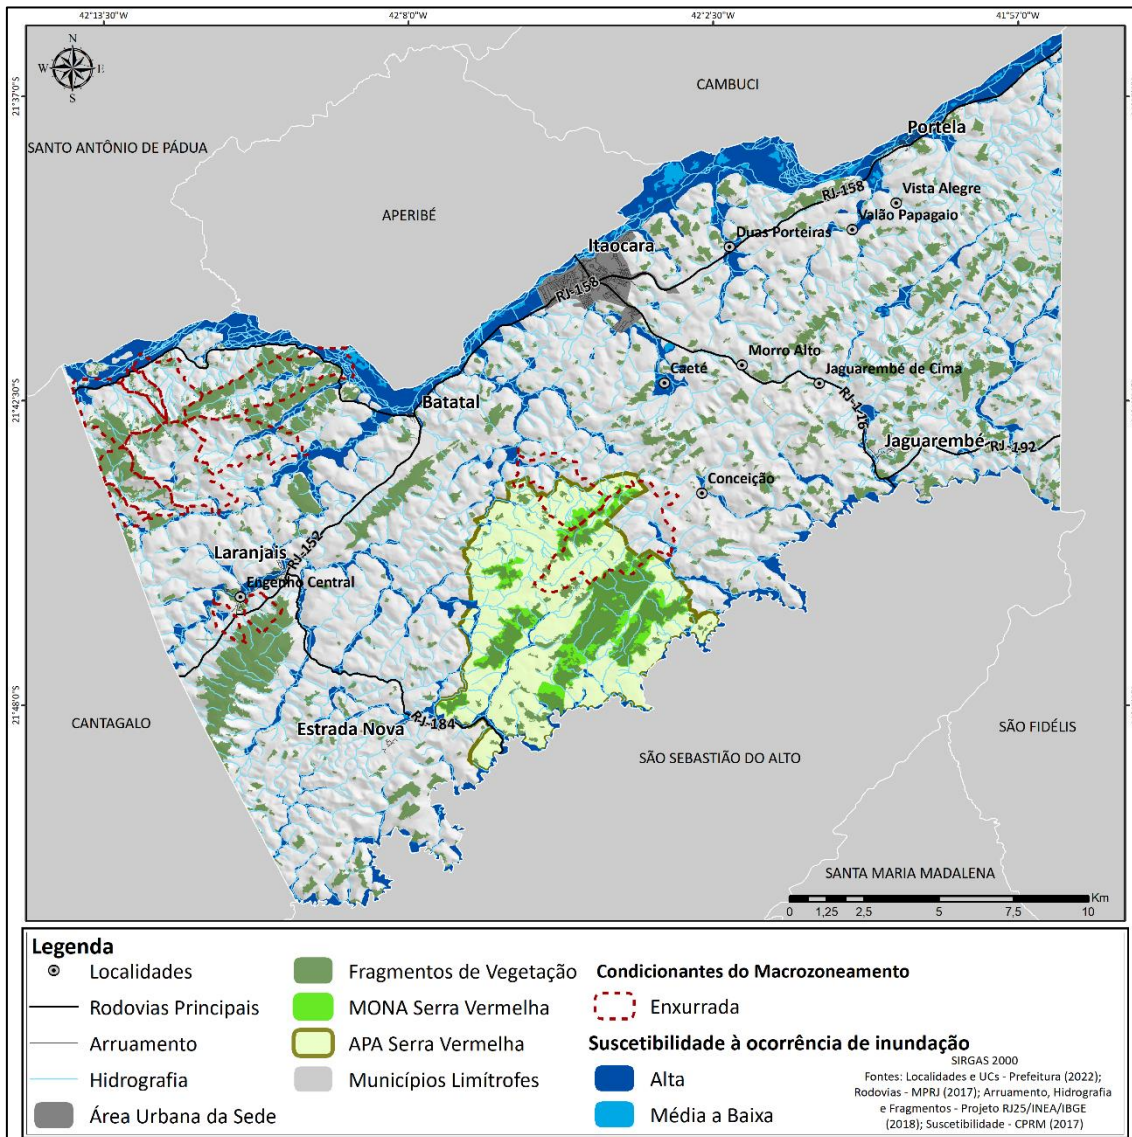 42°13'30"W
42°8'0"W
42°2'30"W
41°57'0"W
N
W
E
S
21°37'0"S
21°42'30"S
21°48'0"S
CAMBUCI
SANTO ANTÔNIO DE PÁDUA
APERIBÉ
Portela
RJ-158
Vista Alegre
Valão Papagaio
Duas Porteiras
Itaocara
RJ-158
Morro Alto
Caeté
Jaguarembé de Cima
Batatal
RJ-1-16
Jaguarembé
RJ-192
Conceição
Laranjais
RJ-152
Engenho Central
CANTAGALO
Estrada Nova
RJ-184
SÃO SEBASTIÃO DO ALTO
SÃO FIDÉLIS
SANTA MARIA MADALENA
Km
0 1,25 2,5 5 7,5 10
Legenda
Localidades
Rodovias Principais
Arruamento
Hidrografia
Área Urbana da Sede
Fragmentos de Vegetação
MONA Serra Vermelha
APA Serra Vermelha
Municípios Limítrofes
Condicionantes do Macrozoneamento
Enxurrada
Suscetibilidade à ocorrência de inundação
Alta
Média a Baixa
SIRGAS 2000
Fontes: Localidades e UCs - Prefeitura (2022);
Rodovias - MPRJ (2017); Arruamento, Hidrografia
e Fragmentos - Projeto RJ25/INEA/IBGE
(2018); Suscetibilidade - CPRM (2017)